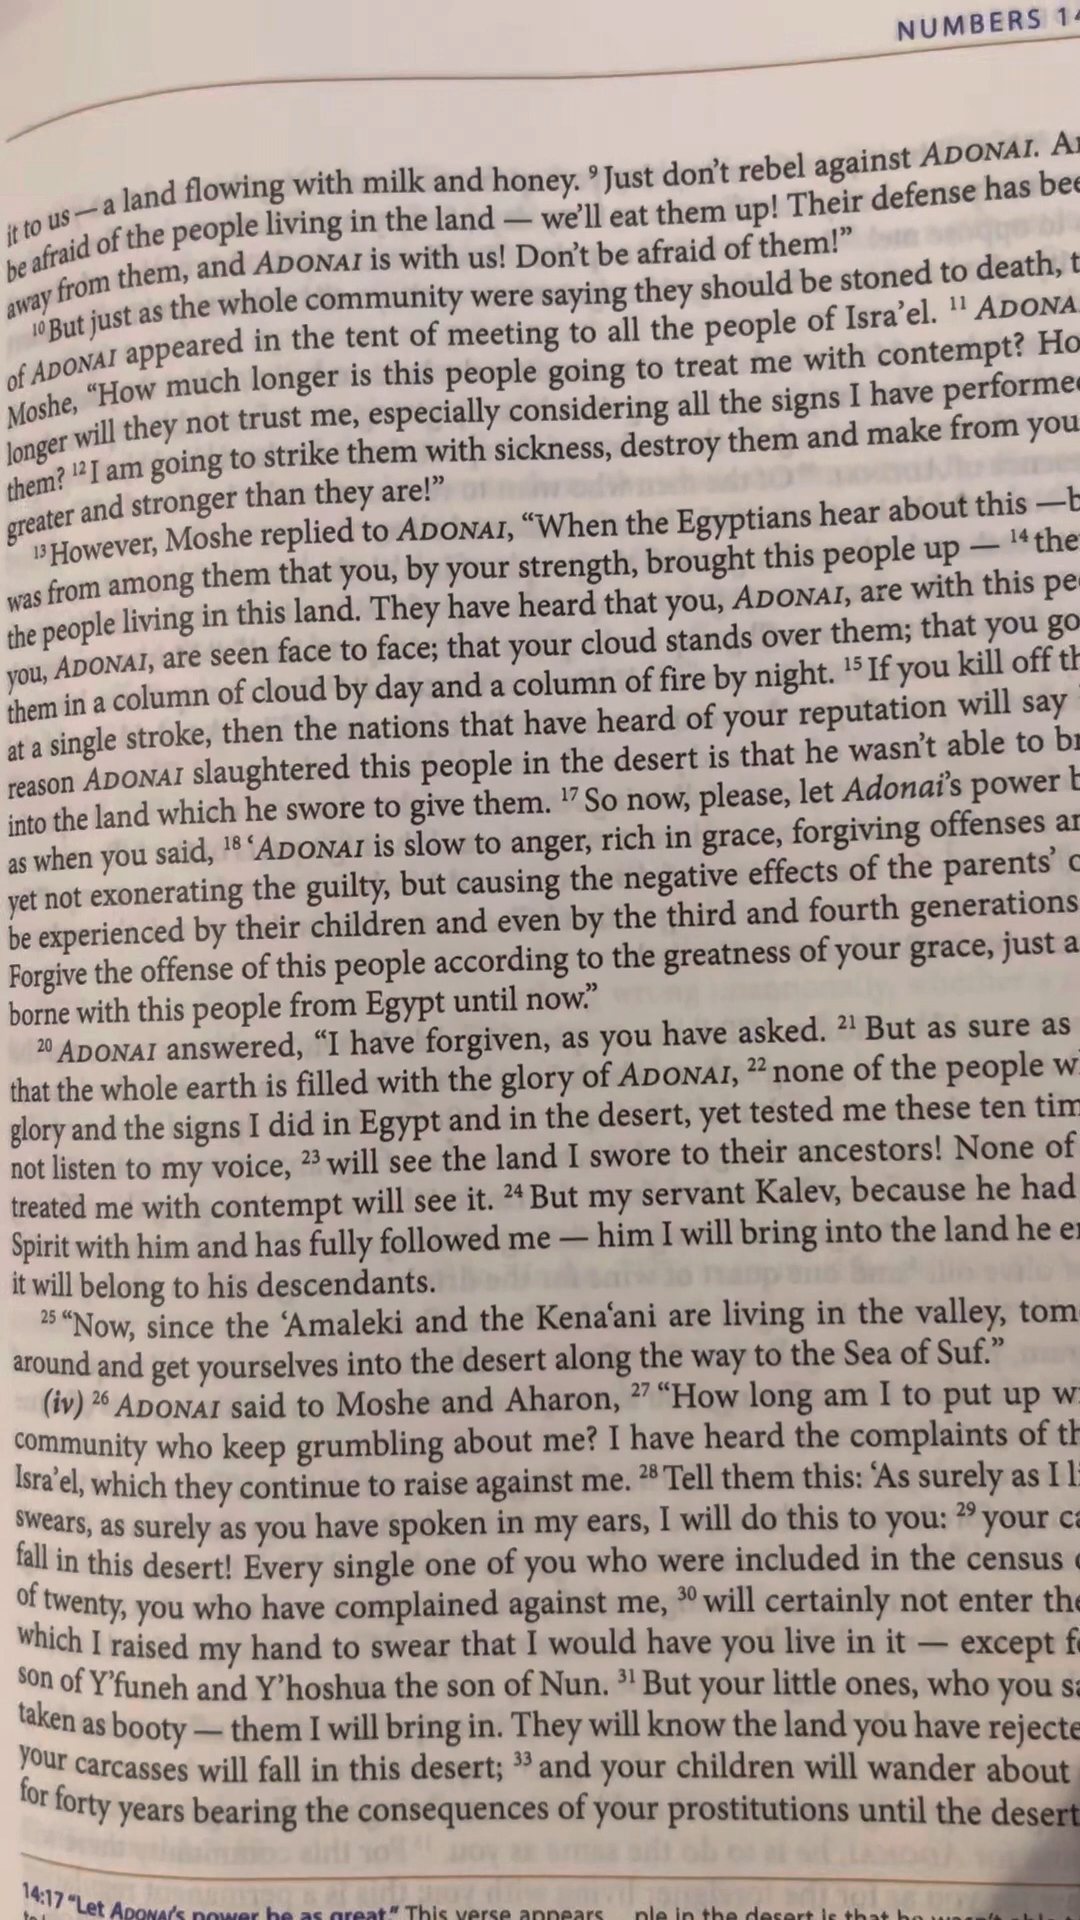 NUMBERS 14
it to us — a land flowing with milk and honey. ⁹ Just don't rebel against ADONAI.
be afraid of the people living in the land — we'll eat them up! Their defense has
away from them, and ADONAI is with us! Don't be afraid of them!”
¹⁰ But just as the whole community were saying they should be stoned to death,
of ADONAI appeared in the tent of meeting to all the people of Isra'el. ¹¹ ADONA
Moshe, “How much longer is this people going to treat me with contempt? Ho
longer will they not trust me, especially considering all the signs I have performe
them? ¹² I am going to strike them with sickness, destroy them and make from you
greater and stronger than they are!”
¹³ However, Moshe replied to ADONAI, “When the Egyptians hear about this —
was from among them that you, by your strength, brought this people up — ¹⁴ the
the people living in this land. They have heard that you, ADONAI, are with this pe
you, ADONAI, are seen face to face; that your cloud stands over them; that you go
them in a column of cloud by day and a column of fire by night. ¹⁵ If you kill off th
at a single stroke, then the nations that have heard of your reputation will say
reason ADONAI slaughtered this people in the desert is that he wasn't able to br
into the land which he swore to give them. ¹⁷ So now, please, let Adonai's power b
as when you said, ¹⁸ ‘ADONAI is slow to anger, rich in grace, forgiving offenses ar
yet not exonerating the guilty, but causing the negative effects of the parents'
be experienced by their children and even by the third and fourth generations
Forgive the offense of this people according to the greatness of your grace, just a
borne with this people from Egypt until now.”
²⁰ ADONAI answered, “I have forgiven, as you have asked. ²¹ But as sure as
that the whole earth is filled with the glory of ADONAI, ²² none of the people w
glory and the signs I did in Egypt and in the desert, yet tested me these ten tim
not listen to my voice, ²³ will see the land I swore to their ancestors! None of
treated me with contempt will see it. ²⁴ But my servant Kalev, because he had
Spirit with him and has fully followed me — him I will bring into the land he
it will belong to his descendants.
²⁵ “Now, since the ‘Amaleki and the Kena‘ani are living in the valley, tom
around and get yourselves into the desert along the way to the Sea of Suf.”
(iv) ²⁶ ADONAI said to Moshe and Aharon, ²⁷ “How long am I to put up w
community who keep grumbling about me? I have heard the complaints of th
Isra'el, which they continue to raise against me. ²⁸ Tell them this: ‘As surely as I li
swears, as surely as you have spoken in my ears, I will do this to you: ²⁹ your ca
fall in this desert! Every single one of you who were included in the census
of twenty, you who have complained against me, ³⁰ will certainly not enter the
which I raised my hand to swear that I would have you live in it — except fo
son of Y'funeh and Y'hoshua the son of Nun. ³¹ But your little ones, who you sa
taken as booty — them I will bring in. They will know the land you have rejecte
your carcasses will fall in this desert; ³³ and your children will wander about
for forty years bearing the consequences of your prostitutions until the desert
14:17 “Let ADONAI's power be as great.” This verse appears
ple in the desert is that he wasn't